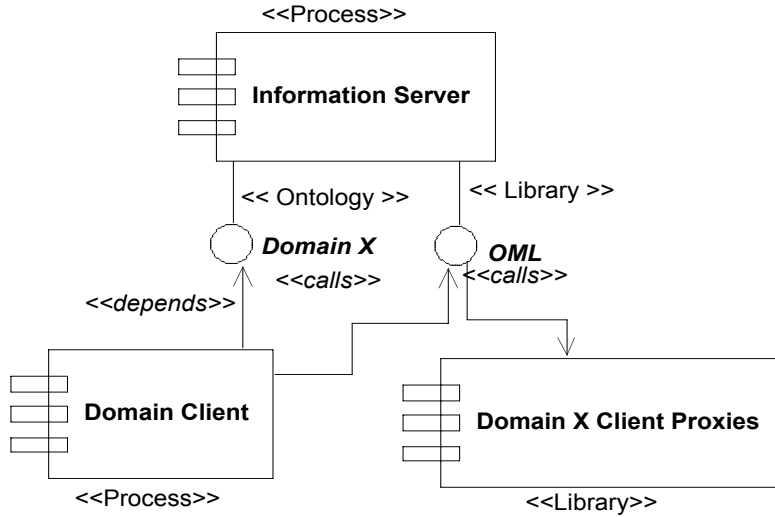 <<Process>>
Information Server
<< Ontology >>
<< Library >>
Domain X
OML
<<calls>>
<<calls>>
<<depends>>
Domain Client
Domain X Client Proxies
<<Process>>
<<Library>>